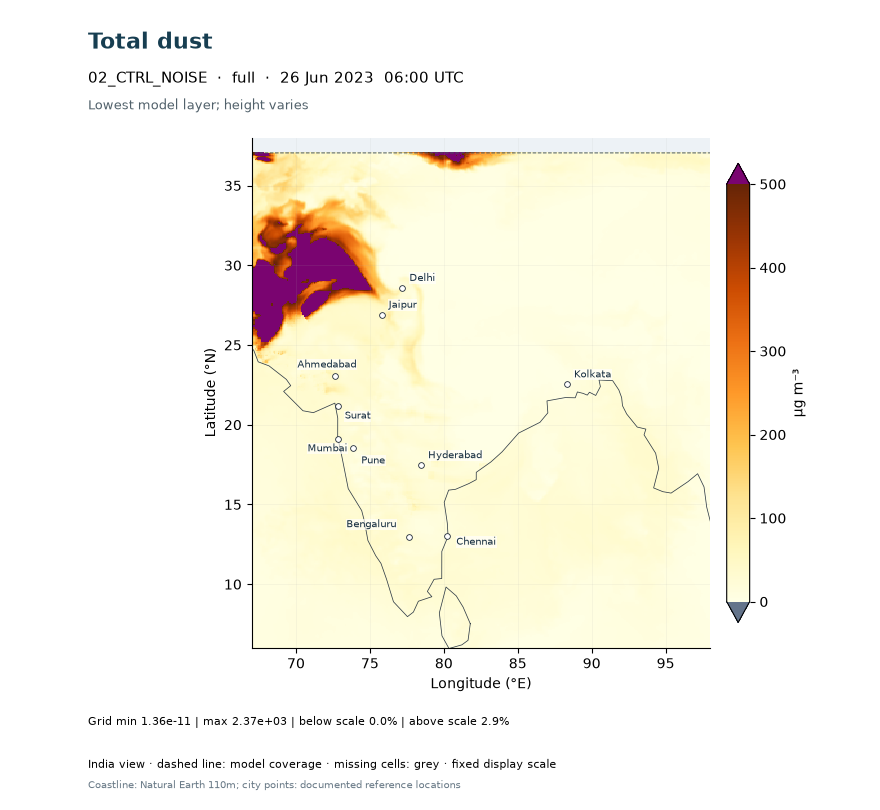 Total dust
02_CTRL_NOISE · full · 26 Jun 2023 06:00 UTC
Lowest model layer; height varies
35
30
25
20
15
10
Latitude (°N)
Delhi
Jaipur
Ahmedabad
Kolkata
Surat
Mumbai
Pune
Hyderabad
Bengaluru
Chennai
70 75 80 85 90 95
Longitude (°E)
500
400
300
200
100
0
µg m⁻³
Grid min 1.36e-11 | max 2.37e+03 | below scale 0.0% | above scale 2.9%
India view · dashed line: model coverage · missing cells: grey · fixed display scale
Coastline: Natural Earth 110m; city points: documented reference locations